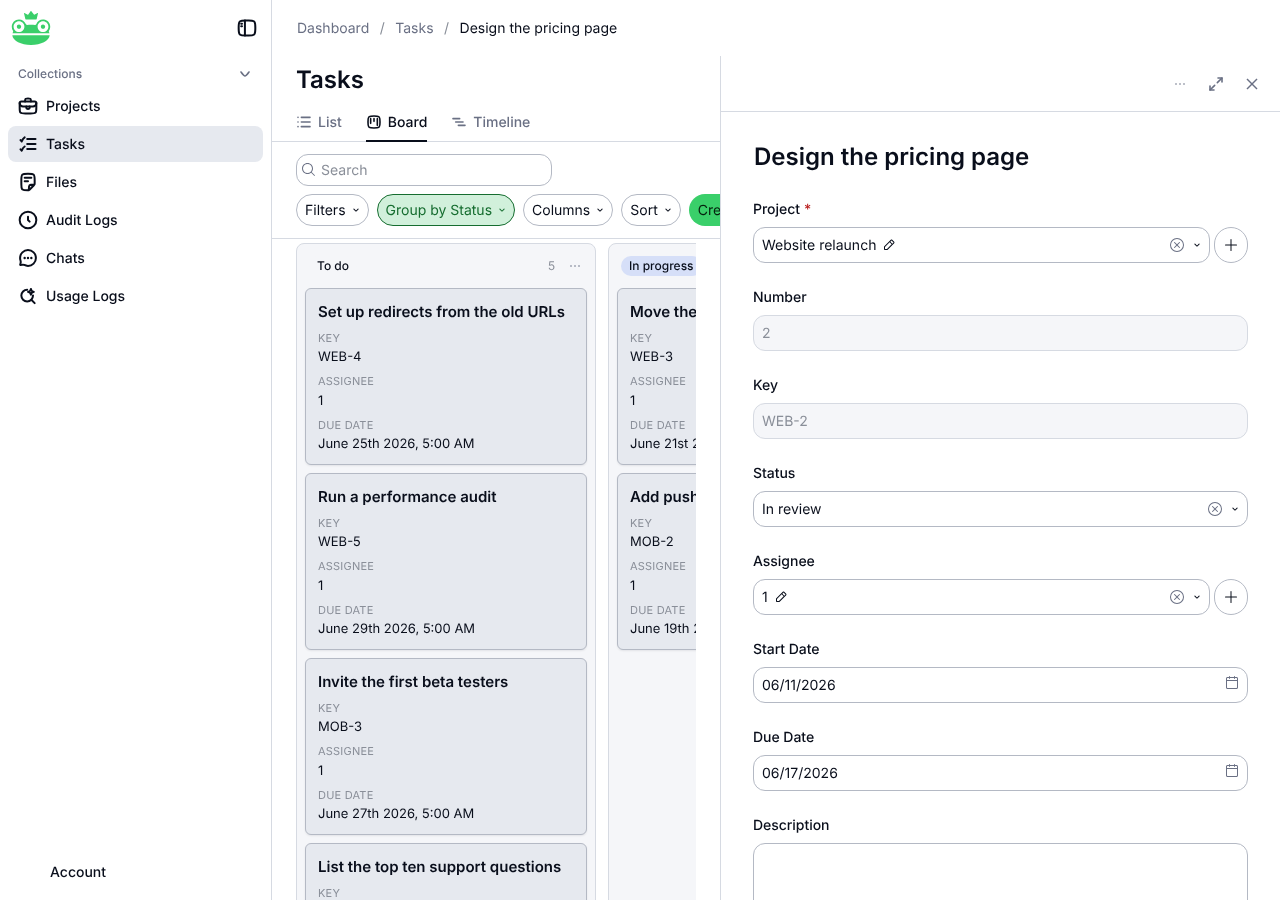 Collections
Projects
Tasks
Files
Audit Logs
Chats
Usage Logs
Account
Dashboard / Tasks / Design the pricing page
Tasks
List Board Timeline
Search
Filters Group by Status Columns Sort Cre
To do 5 ...
Set up redirects from the old URLs
KEY
WEB-4
ASSIGNEE
1
DUE DATE
June 25th 2026, 5:00 AM
Run a performance audit
KEY
WEB-5
ASSIGNEE
1
DUE DATE
June 29th 2026, 5:00 AM
Invite the first beta testers
KEY
MOB-3
ASSIGNEE
1
DUE DATE
June 27th 2026, 5:00 AM
List the top ten support questions
KEY
In progress
Move the
KEY
WEB-3
ASSIGNEE
1
DUE DATE
June 21st 2
Add push
KEY
MOB-2
ASSIGNEE
1
DUE DATE
June 19th 2
Design the pricing page
Project *
Website relaunch
Number
2
Key
WEB-2
Status
In review
Assignee
1
Start Date
06/11/2026
Due Date
06/17/2026
Description